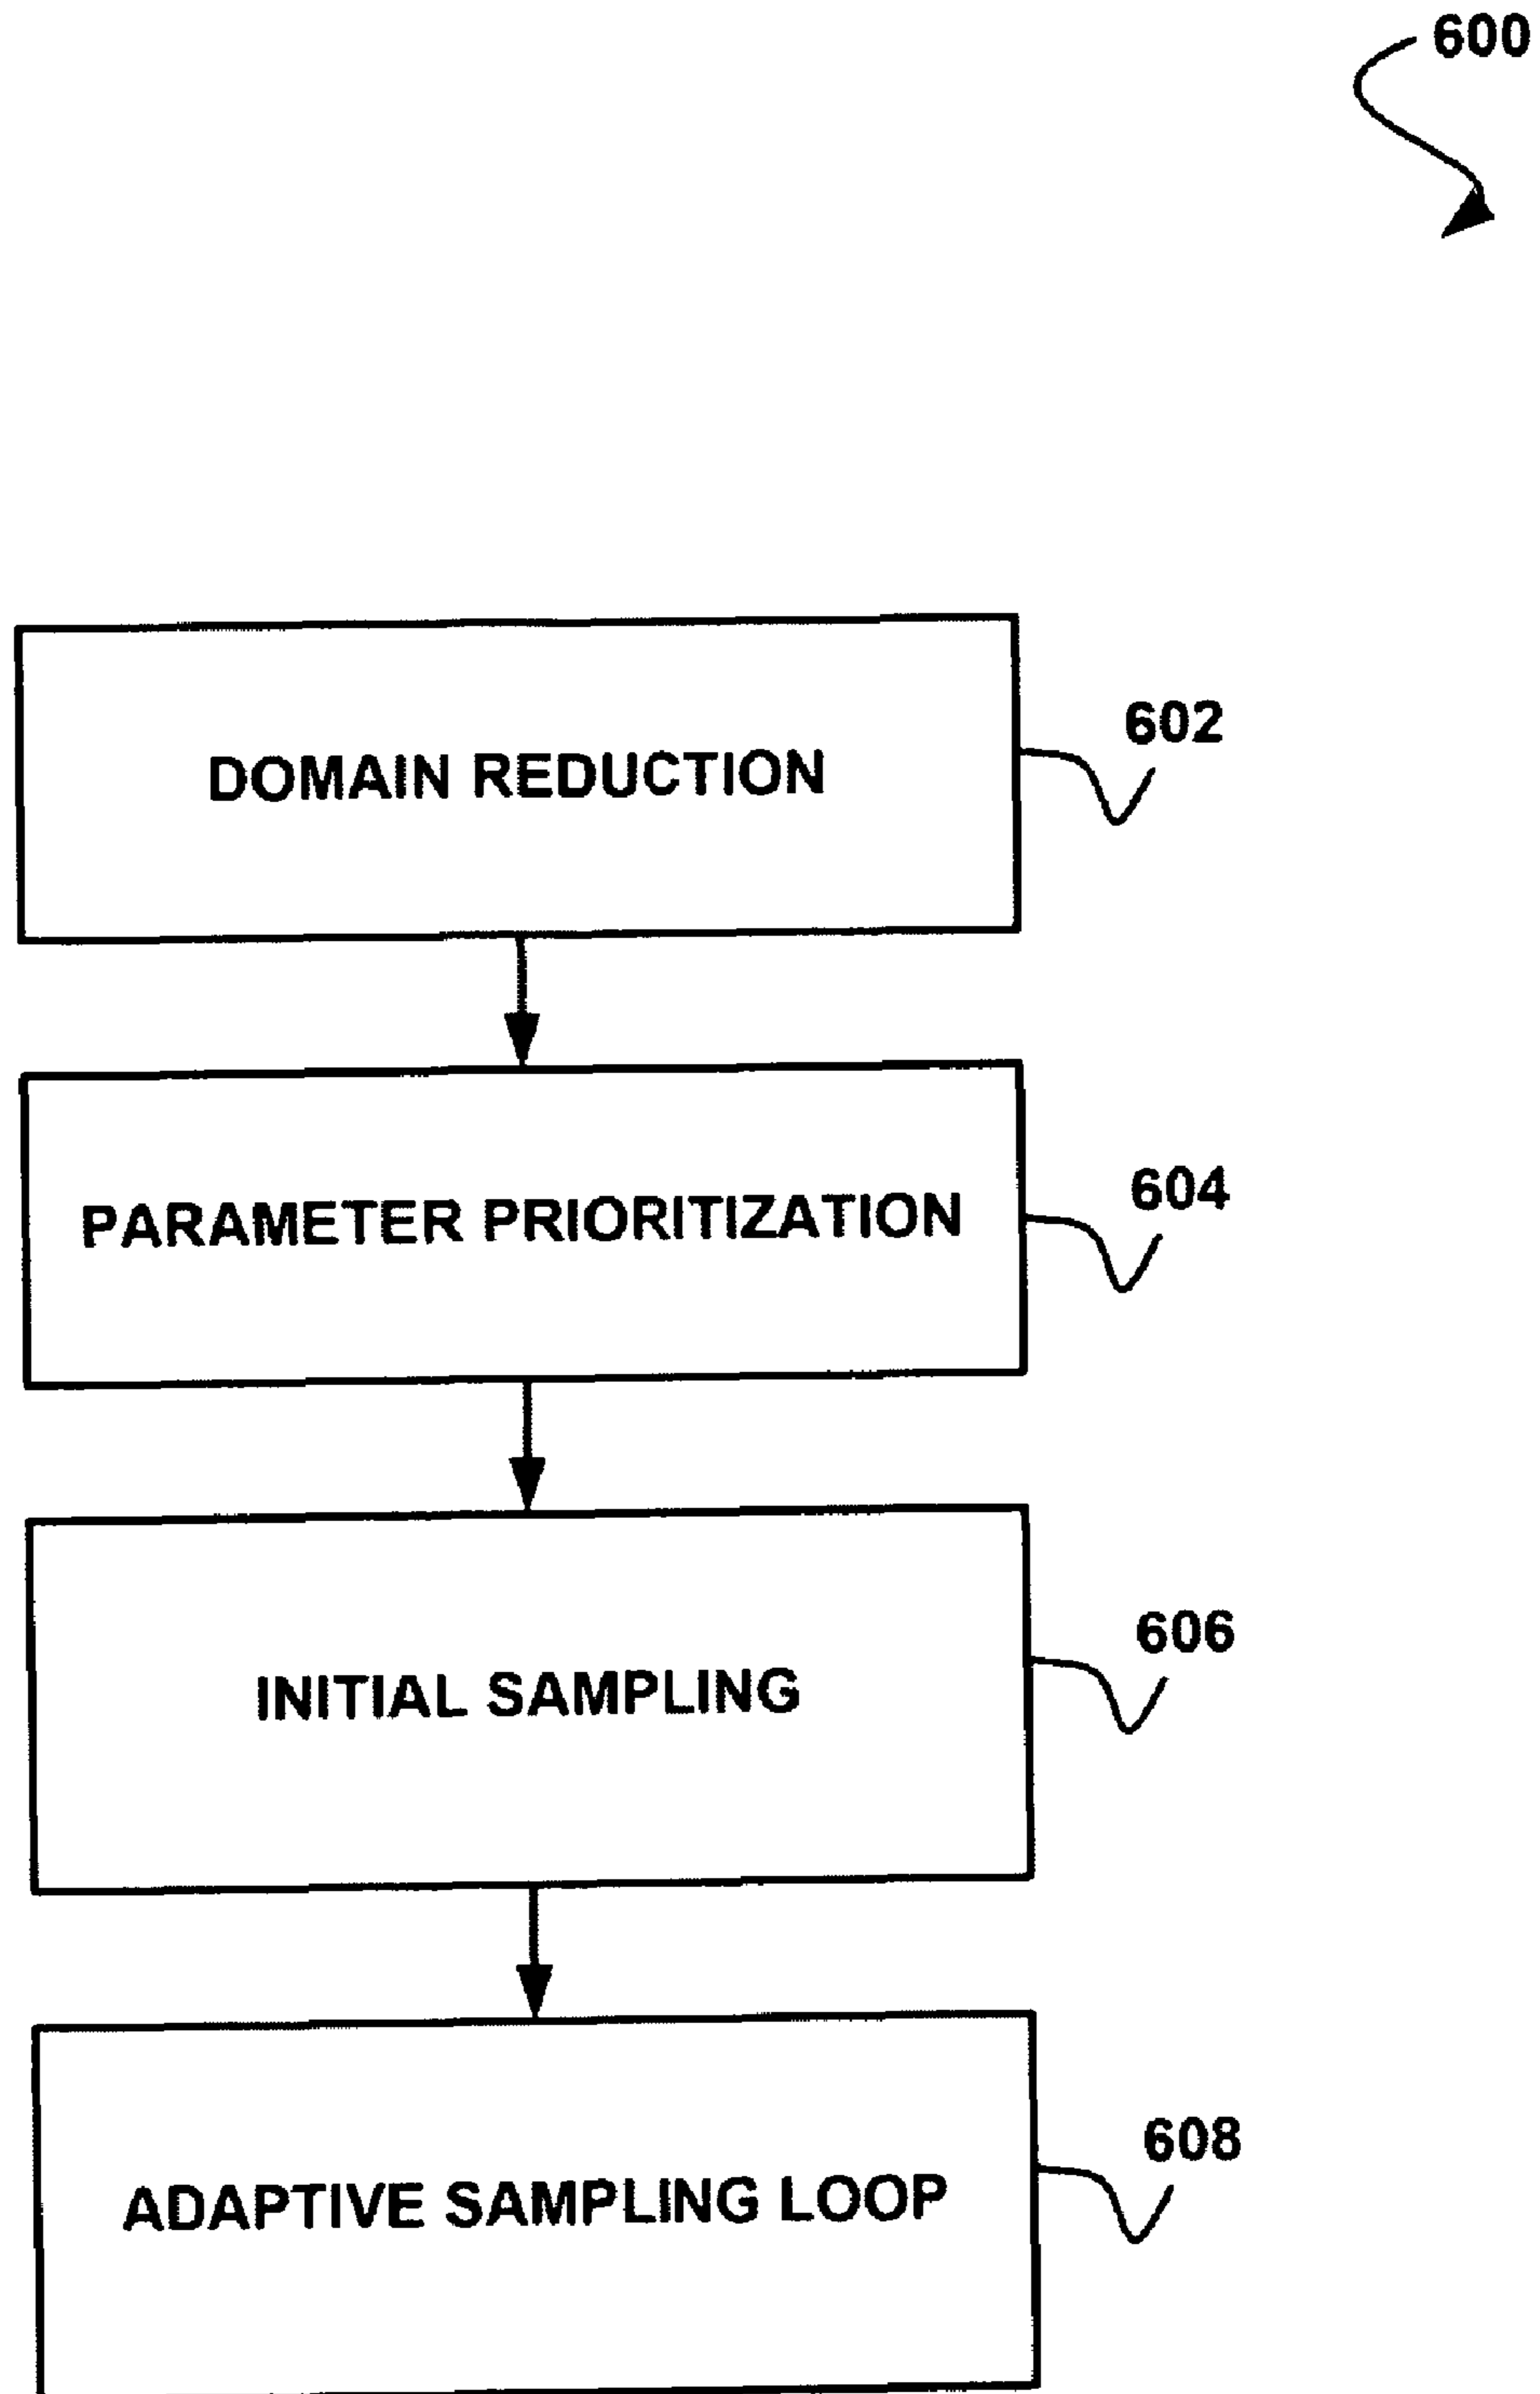 600
DOMAIN REDUCTION
602
PARAMETER PRIORITIZATION
604
INITIAL SAMPLING
606
ADAPTIVE SAMPLING LOOP
608